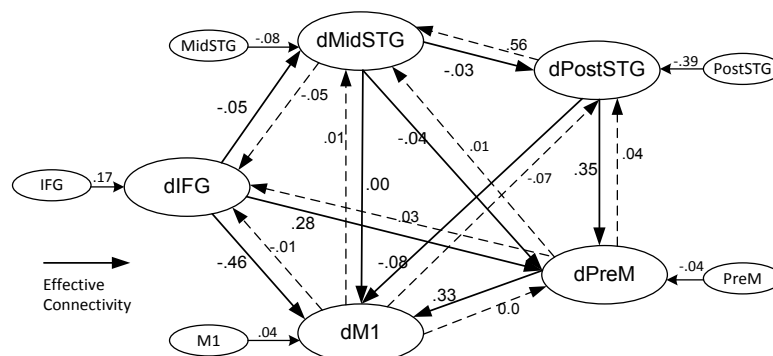 MidSTG
-.08
dMidSTG
.56
-.03
dPostSTG
-.39
PostSTG
-.05
-.05
.01
-.04
.01
-.07
.35
.04
IFG
.17
dIFG
.00
.28
.03
-.46
-.01
-.08
dPreM
-.04
PreM
.33
0.0
Effective
Connectivity
M1
.04
dM1